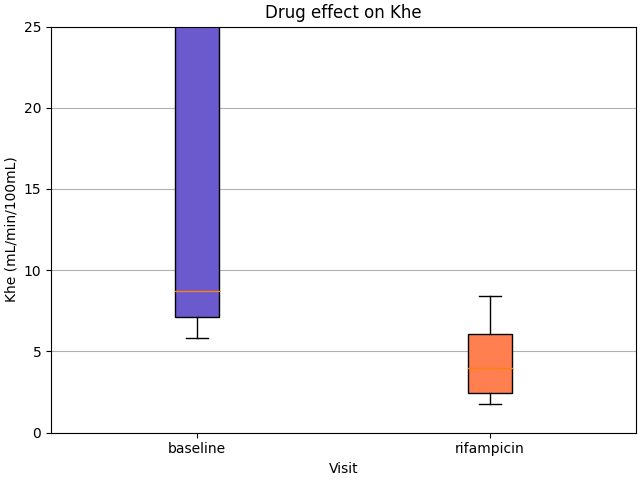 Drug effect on Khe
Khe (mL/min/100mL)
25
20
15
10
5
0
baseline
rifampicin
Visit